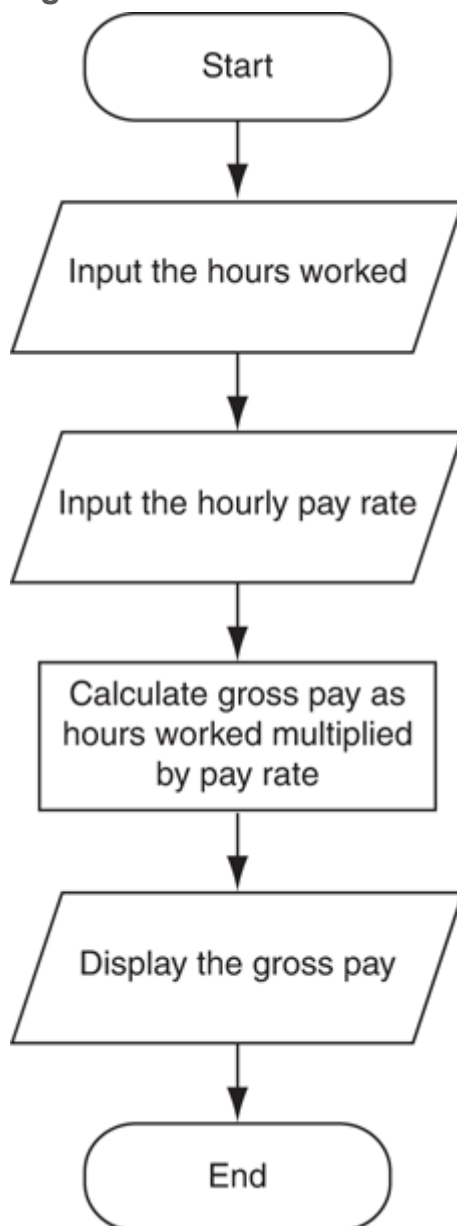 Start
Input the hours worked
Input the hourly pay rate
Calculate gross pay as
hours worked multiplied
by pay rate
Display the gross pay
End